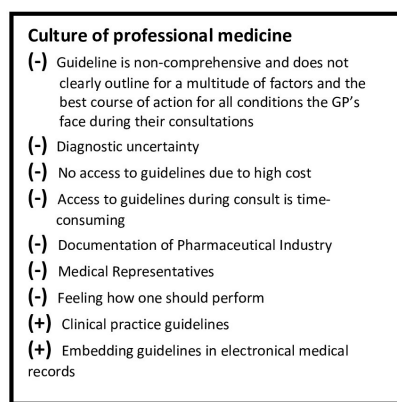 Culture of professional medicine
(-) Guideline is non-comprehensive and does not
clearly outline for a multitude of factors and the
best course of action for all conditions the GP's
face during their consultations
(-) Diagnostic uncertainty
(-) No access to guidelines due to high cost
(-) Access to guidelines during consult is time-
consuming
(-) Documentation of Pharmaceutical Industry
(-) Medical Representatives
(-) Feeling how one should perform
(+) Clinical practice guidelines
(+) Embedding guidelines in electronical medical
records